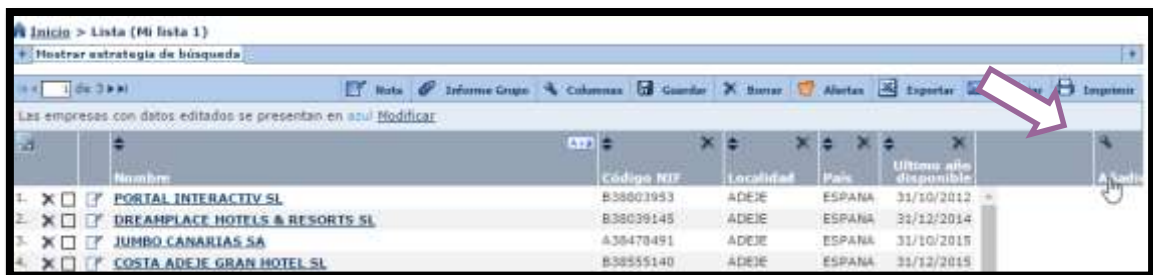 Inicio > Lista (Mi lista 1)
+ Mostrar estrategia de búsqueda +
1 de 3 Nota Informe Grupo Columnas Guardar Borrar Alertas Exportar Imprimir
Las empresas con datos editados se presentan en azul Modificar
Nombre Código NIF Localidad País Ultimo año disponible Añadir
1. PORTAL INTERACTIV SL B38803953 ADEJE ESPANA 31/10/2012
2. DREAMPLACE HOTELS & RESORTS SL B38039145 ADEJE ESPANA 31/12/2014
3. JUMBO CANARIAS SA A38478491 ADEJE ESPANA 31/10/2015
4. COSTA ADEJE GRAN HOTEL SL B38555140 ADEJE ESPANA 31/12/2015